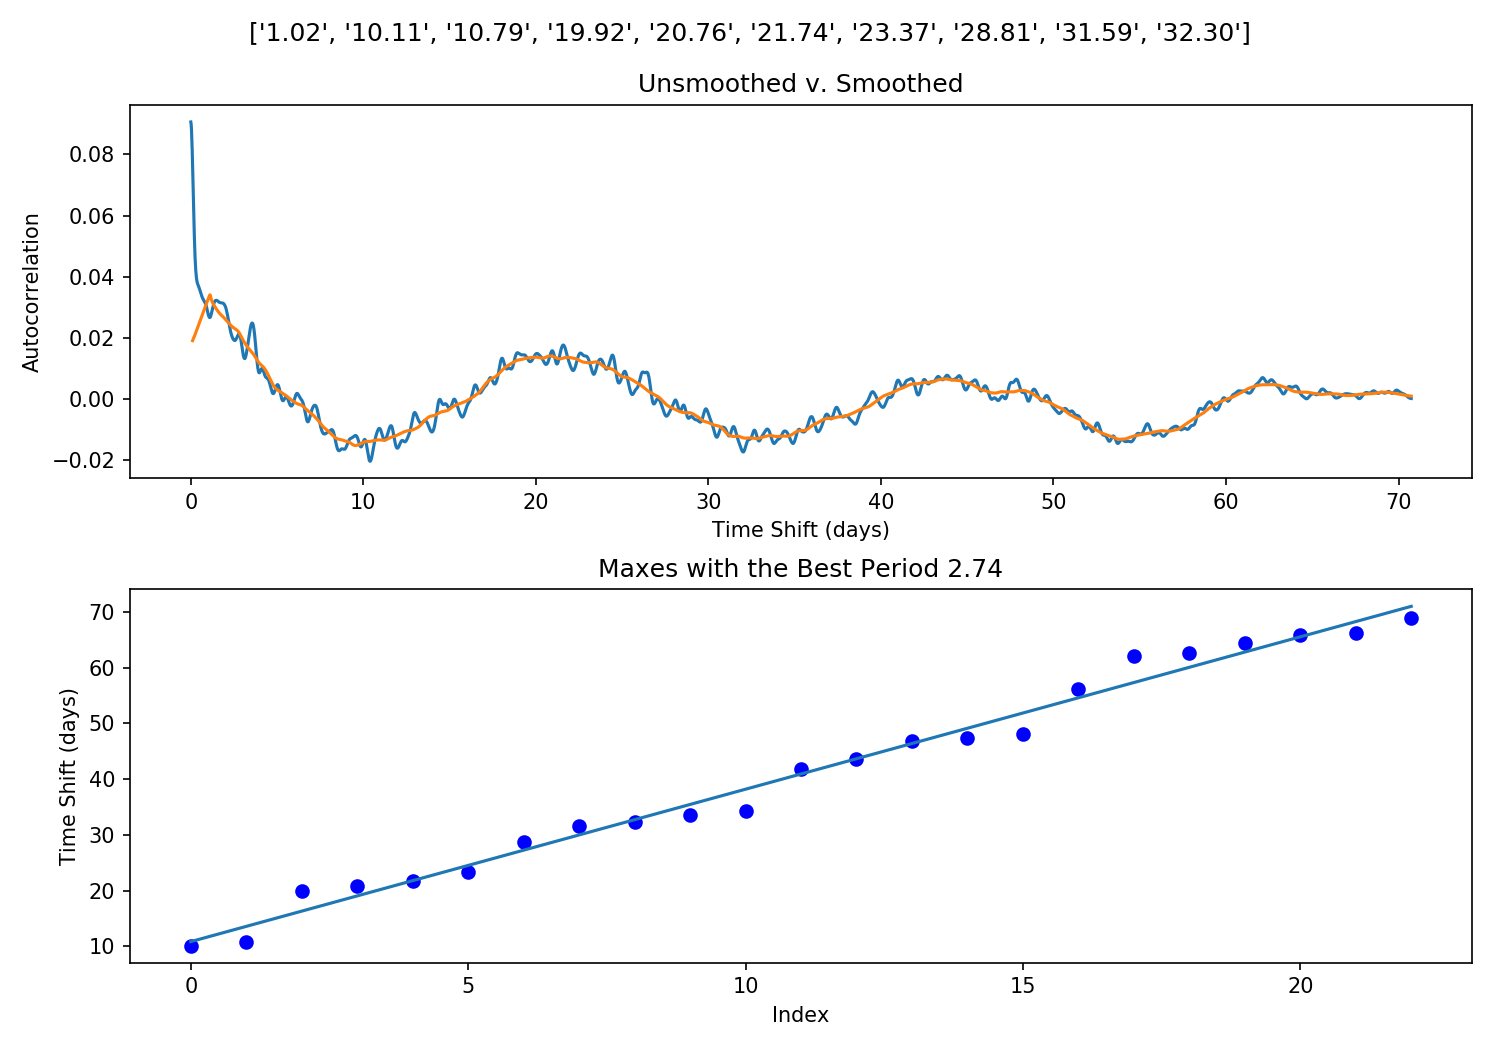 ['1.02', '10.11', '10.79', '19.92', '20.76', '21.74', '23.37', '28.81', '31.59', '32.30']
Unsmoothed v. Smoothed
Autocorrelation
0.08
0.06
0.04
0.02
0.00
−0.02
0 10 20 30 40 50 60 70
Time Shift (days)
Maxes with the Best Period 2.74
Time Shift (days)
70
60
50
40
30
20
10
0 5 10 15 20
Index